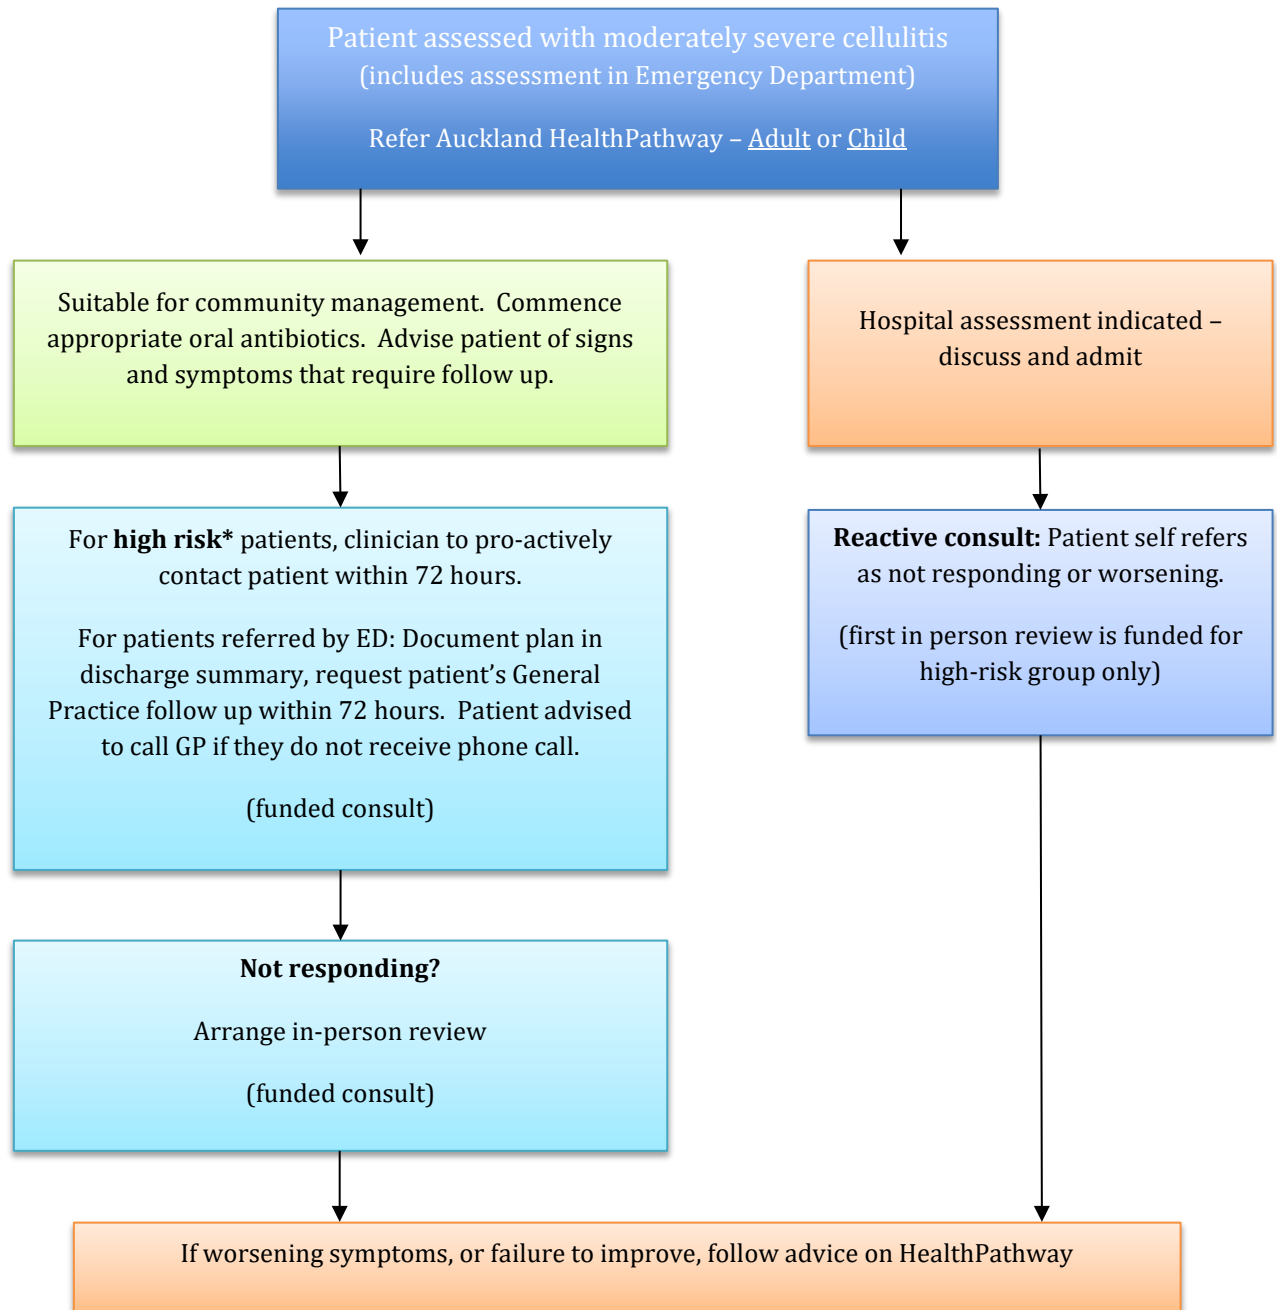 Patient assessed with moderately severe cellulitis
(includes assessment in Emergency Department)
Refer Auckland HealthPathway – Adult or Child
Suitable for community management.  Commence
appropriate oral antibiotics.  Advise patient of signs
and symptoms that require follow up.
Hospital assessment indicated –
discuss and admit
For high risk* patients, clinician to pro-actively
contact patient within 72 hours.
For patients referred by ED: Document plan in
discharge summary, request patient’s General
Practice follow up within 72 hours.  Patient advised
to call GP if they do not receive phone call.
(funded consult)
Reactive consult: Patient self refers
as not responding or worsening.
(first in person review is funded for
high-risk group only)
Not responding?
Arrange in-person review
(funded consult)
If worsening symptoms, or failure to improve, follow advice on HealthPathway